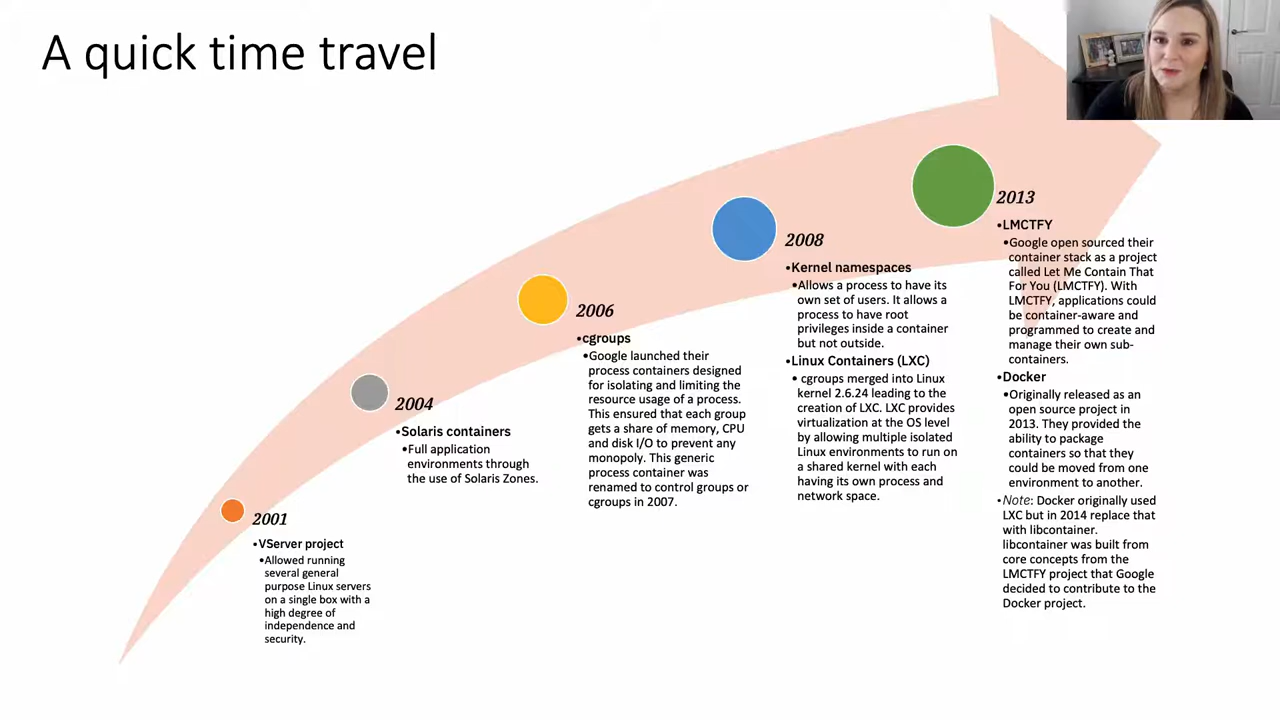 A quick time travel
2001
•VServer project
•Allowed running
several general
purpose Linux servers
on a single box with a
high degree of
independence and
security.
2004
•Solaris containers
•Full application
environments through
the use of Solaris Zones.
2006
•cgroups
•Google launched their
process containers designed
for isolating and limiting the
resource usage of a process.
This ensured that each group
gets a share of memory, CPU
and disk I/O to prevent any
monopoly. This generic
process container was
renamed to control groups or
cgroups in 2007.
2008
•Kernel namespaces
•Allows a process to have its
own set of users. It allows a
process to have root
privileges inside a container
but not outside.
•Linux Containers (LXC)
• cgroups merged into Linux
kernel 2.6.24 leading to the
creation of LXC. LXC provides
virtualization at the OS level
by allowing multiple isolated
Linux environments to run on
a shared kernel with each
having its own process and
network space.
2013
•LMCTFY
•Google open sourced their
container stack as a project
called Let Me Contain That
For You (LMCTFY). With
LMCTFY, applications could
be container-aware and
programmed to create and
manage their own sub-
containers.
•Docker
•Originally released as an
open source project in
2013. They provided the
ability to package
containers so that they
could be moved from one
environment to another.
•Note: Docker originally used
LXC but in 2014 replace that
with libcontainer.
libcontainer was built from
core concepts from the
LMCTFY project that Google
decided to contribute to the
Docker project.